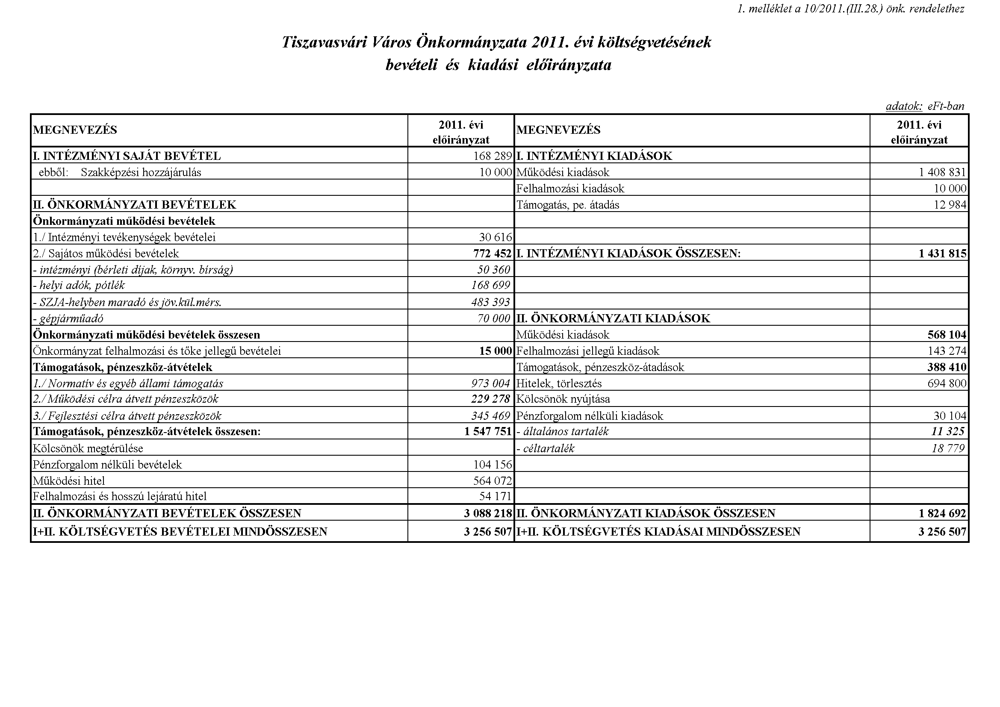 1. melléklet a 10/2011.(III.28.) önk. rendelethez
Tiszavasvári Város Önkormányzata 2011. évi költségvetésének
bevételi és kiadási előirányzata
adatok: eFt-ban
MEGNEVEZÉS 2011. évi előirányzat MEGNEVEZÉS 2011. évi előirányzat
I. INTÉZMÉNYI SAJÁT BEVÉTEL 168 289 I. INTÉZMÉNYI KIADÁSOK
ebből: Szakképzési hozzájárulás 10 000 Működési kiadások 1 408 831
Felhalmozási kiadások 10 000
II. ÖNKORMÁNYZATI BEVÉTELEK Támogatás, pe. átadás 12 984
Önkormányzati működési bevételek
1./ Intézményi tevékenységek bevételei 30 616
2./ Sajátos működési bevételek 772 452 I. INTÉZMÉNYI KIADÁSOK ÖSSZESEN: 1 431 815
- intézményi (bérleti díjak, környv. bírság) 50 360
- helyi adók, pótlék 168 699
- SZJA-helyben maradó és jöv.kül.mérs. 483 393
- gépjárműadó 70 000 II. ÖNKORMÁNYZATI KIADÁSOK
Önkormányzati működési bevételek összesen Működési kiadások 568 104
Önkormányzat felhalmozási és tőke jellegű bevételei 15 000 Felhalmozási jellegű kiadások 143 274
Támogatások, pénzeszköz-átvételek Támogatások, pénzeszköz-átadások 388 410
1./ Normatív és egyéb állami támogatás 973 004 Hitelek, törlesztés 694 800
2./ Működési célra átvett pénzeszközök 229 278 Kölcsönök nyújtása
3./ Fejlesztési célra átvett pénzeszközök 345 469 Pénzforgalom nélküli kiadások 30 104
Támogatások, pénzeszköz-átvételek összesen: 1 547 751 - általános tartalék 11 325
Kölcsönök megtérülése - céltartalék 18 779
Pénzforgalom nélküli bevételek 104 156
Működési hitel 564 072
Felhalmozási és hosszú lejáratú hitel 54 171
II. ÖNKORMÁNYZATI BEVÉTELEK ÖSSZESEN 3 088 218 II. ÖNKORMÁNYZATI KIADÁSOK ÖSSZESEN 1 824 692
I+II. KÖLTSÉGVETÉS BEVÉTELEI MINDÖSSZESEN 3 256 507 I+II. KÖLTSÉGVETÉS KIADÁSAI MINDÖSSZESEN 3 256 507